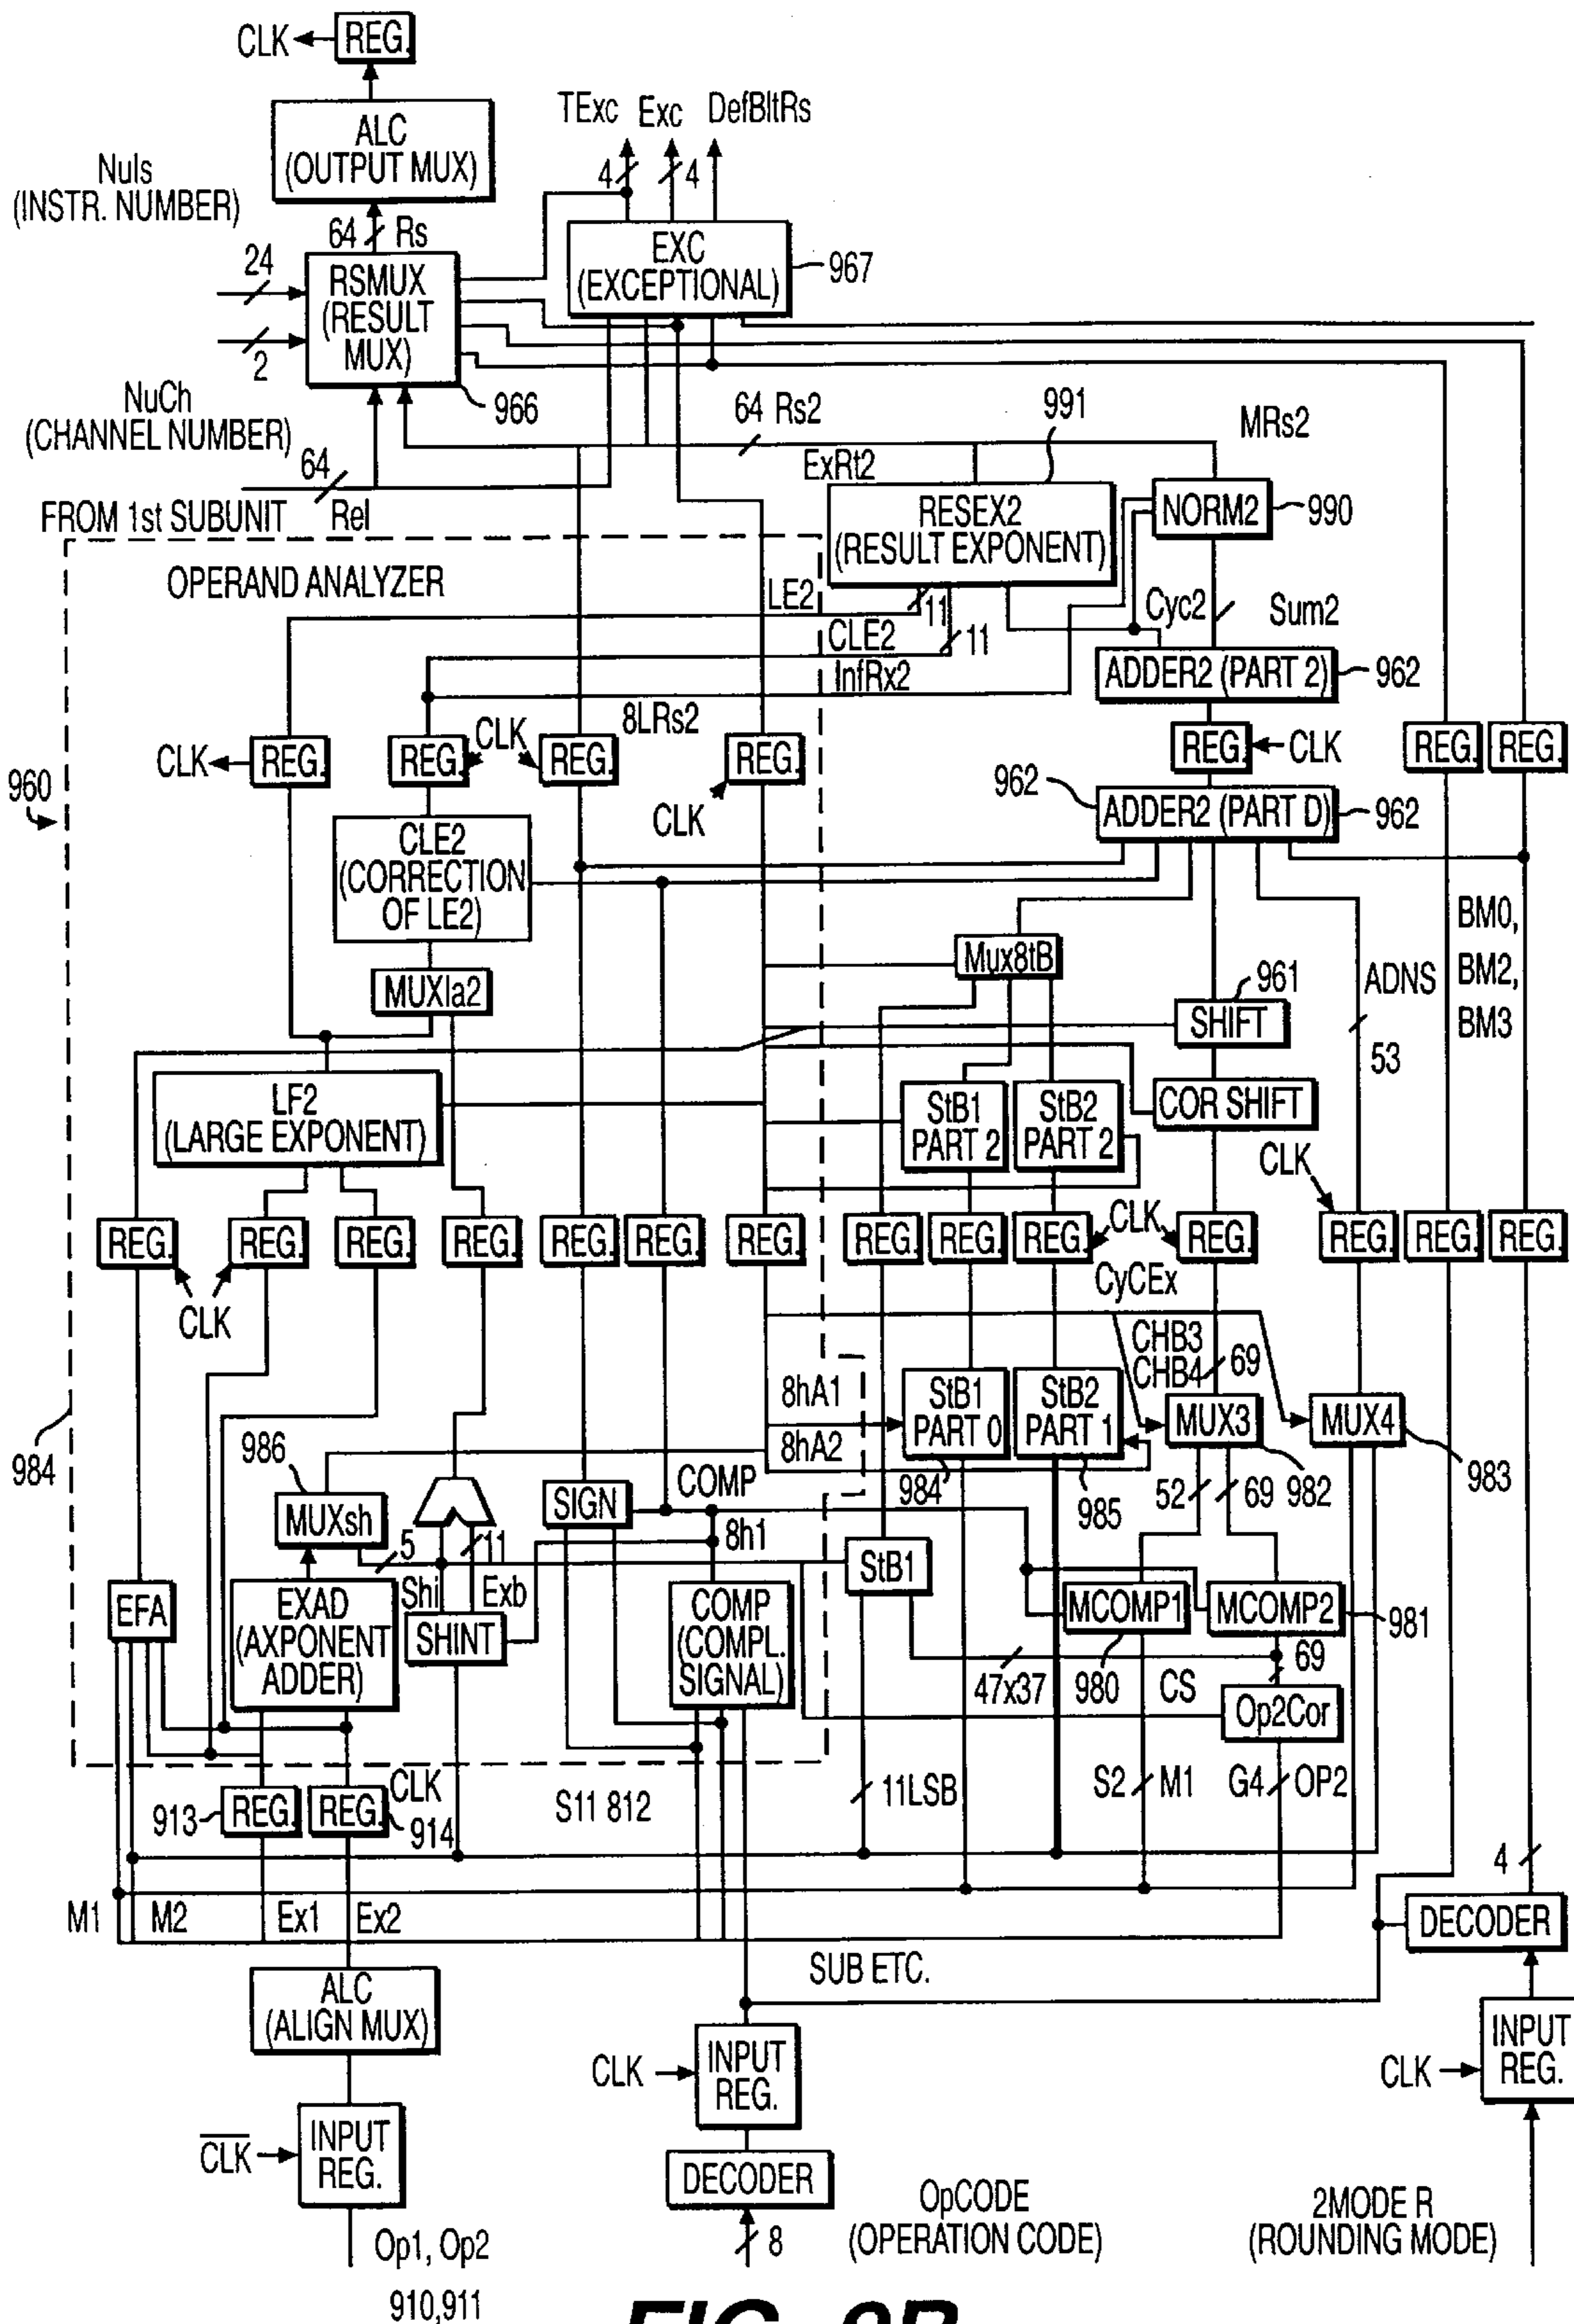 CLK
REG.
ALC
(OUTPUT MUX)
TExc
Exc
DefBltRs
4
4
NuIs
(INSTR. NUMBER)
64
Rs
24
RSMUX
(RESULT
MUX)
2
EXC
(EXCEPTIONAL)
967
NuCh
(CHANNEL NUMBER)
966
64 Rs2
991
MRs2
64
ExRt2
FROM 1st SUBUNIT
Rel
RESEX2
(RESULT EXPONENT)
NORM2
990
OPERAND ANALYZER
LE2
11
Cyc2
Sum2
CLE2
11
InfRx2
ADDER2 (PART 2)
962
8LRs2
CLK
REG.
REG.
CLK
REG.
REG.
REG.
CLK
REG.
REG.
960
CLK
962
ADDER2 (PART D)
962
CLE2
(CORRECTION
OF LE2)
BM0,
BM2,
BM3
Mux8tB
961
ADNS
MUXIa2
SHIFT
53
LF2
(LARGE EXPONENT)
StB1
PART 2
StB2
PART 2
COR SHIFT
CLK
REG.
REG.
REG.
REG.
REG.
REG.
REG.
REG.
REG.
REG.
CLK
REG.
REG.
REG.
REG.
CLK
CyCEx
CHB3
CHB4
69
8hA1
StB1
PART 0
StB2
PART 1
MUX3
MUX4
984
986
8hA2
984
985
52
69
982
983
MUXsh
SIGN
COMP
5
11
8h1
StB1
EFA
EXAD
(AXPONENT
ADDER)
Shi
Exb
SHINT
COMP
(COMPL.
SIGNAL)
MCOMP1
MCOMP2
981
69
47x37
980
CS
Op2Cor
CLK
913
REG.
REG.
914
S11 812
11LSB
S2
M1
G4
OP2
4
M1
M2
Ex1
Ex2
DECODER
ALC
(ALIGN MUX)
SUB ETC.
CLK
INPUT
REG.
CLK
INPUT
REG.
CLK
INPUT
REG.
DECODER
OpCODE
(OPERATION CODE)
2MODE R
(ROUNDING MODE)
Op1, Op2
8
910,911